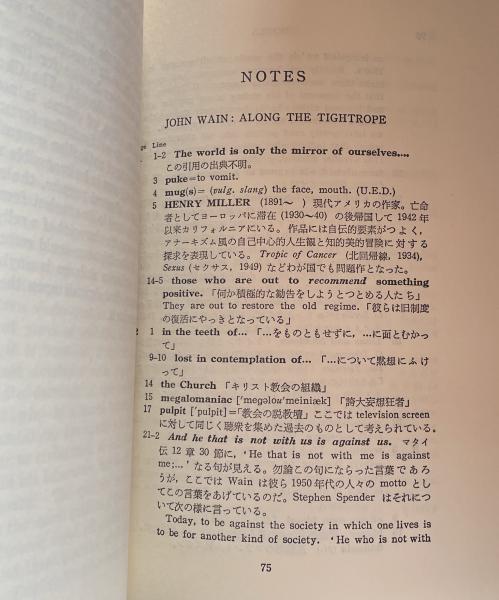 NOTES
JOHN WAIN: ALONG THE TIGHTROPE
ge Line
1-2 The world is only the mirror of ourselves....
この引用の出典不明。
3 puke=to vomit.
4 mug(s)= (vulg. slang) the face, mouth. (U.E.D.)
5 HENRY MILLER (1891~ ) 現代アメリカの作家。亡命
者としてヨーロッパに滞在 (1930~40) の後帰国して 1942年
以来カリフォルニアにいる。作品には自伝的要素がつよく,
アナーキズム風の自己中心的人生観と知的美的冒険に対する
探求を表現している。 Tropic of Cancer (北回帰線, 1934),
Sexus (セクサス, 1949) などわが国でも問題作となった。
14-5 those who are out to recommend something
positive. 「何か積極的な勧告をしようとつとめる人たち」
They are out to restore the old regime. 「彼らは旧制度
の復活にやっきとなっている」
2 1 in the teeth of... 「...をものともせずに, ...に面とむかっ
て」
9-10 lost in contemplation of... 「...について黙想にふけ
って」
14 the Church 「キリスト教会の組織」
15 megalomaniac ['megəlou'meiniæk] 「誇大妄想狂者」
17 pulpit ['pulpit]=「教会の説教壇」ここでは television screen
に対して同じく聴衆を集めた過去のものとして考えられている。
21-2 And he that is not with us is against us. マタイ
伝 12 章 30 節に, 'He that is not with me is against
me;...' なる句が見える。勿論この句にならった言葉であろ
うが, ここでは Wain は彼ら 1950 年代の人々の motto とし
てこの言葉をあげているのだ。Stephen Spender はそれにつ
いて次の様に言っている。
Today, to be against the society in which one lives is
to be for another kind of society. 'He who is not with
75